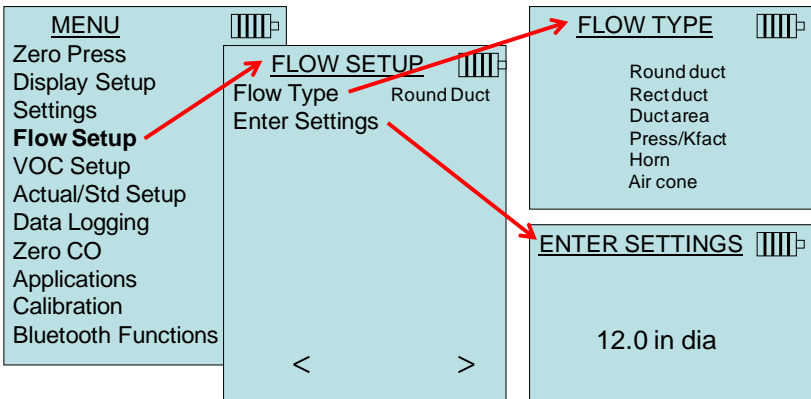 MENU
Zero Press
Display Setup
Settings
Flow Setup
VOC Setup
Actual/Std Setup
Data Logging
Zero CO
Applications
Calibration
Bluetooth Functions
FLOW SETUP
Flow Type Round Duct
Enter Settings
< >
FLOW TYPE
Round duct
Rect duct
Duct area
Press/Kfact
Horn
Air cone
ENTER SETTINGS
12.0 in dia